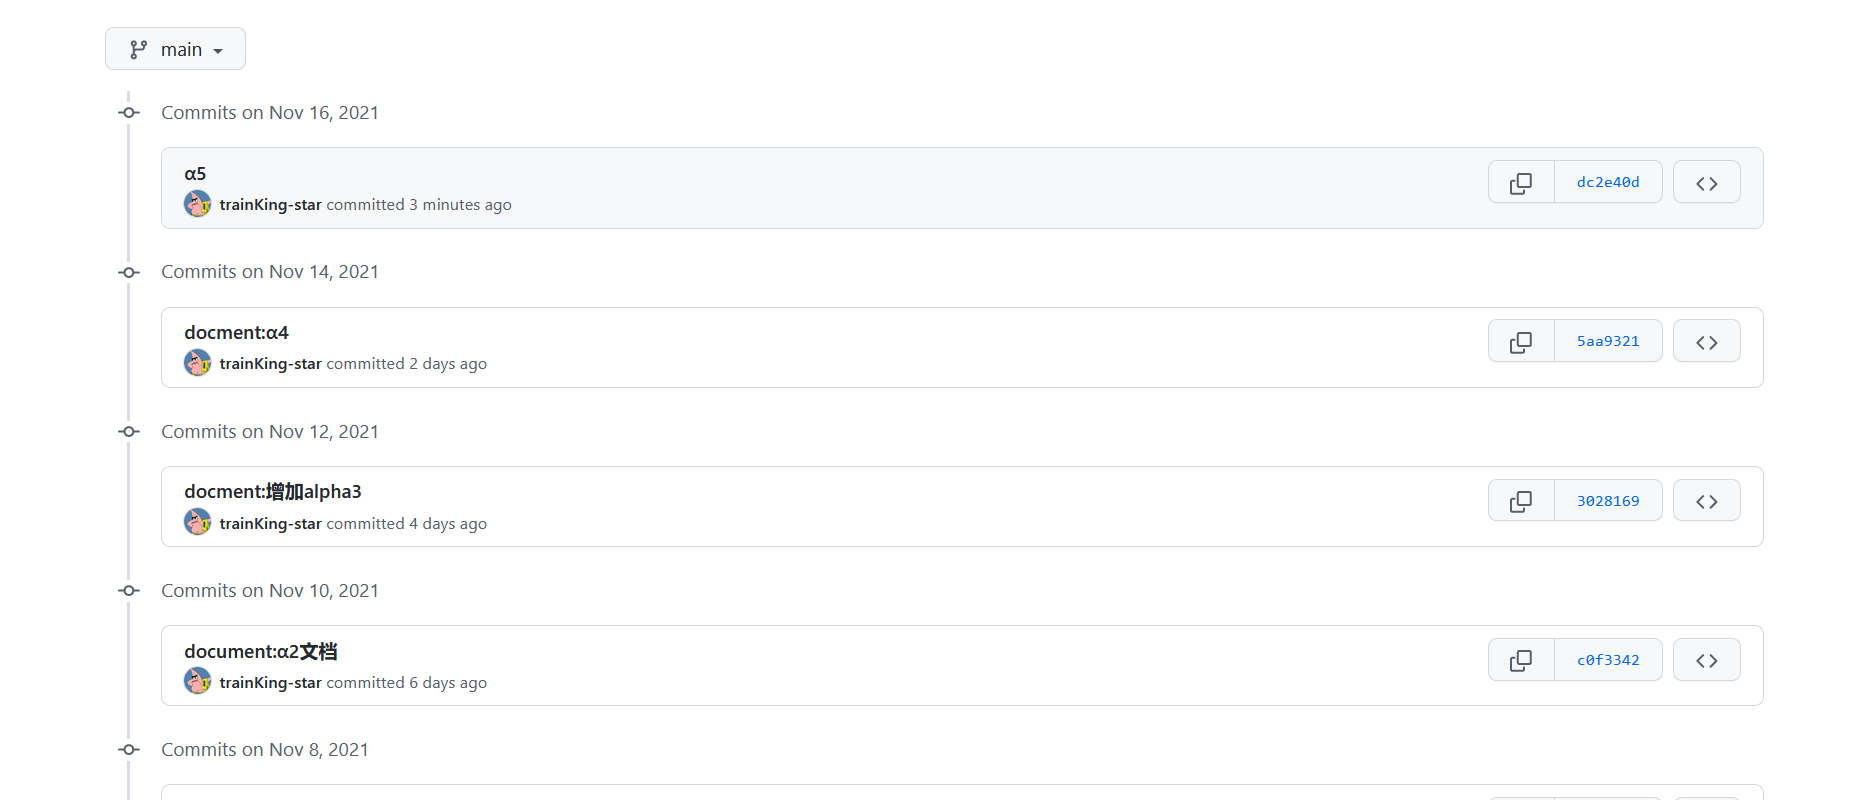 main
Commits on Nov 16, 2021
α5
dc2e40d
trainKing-star committed 3 minutes ago
Commits on Nov 14, 2021
docment:α4
5aa9321
trainKing-star committed 2 days ago
Commits on Nov 12, 2021
docment:增加alpha3
3028169
trainKing-star committed 4 days ago
Commits on Nov 10, 2021
document:α2文档
c0f3342
trainKing-star committed 6 days ago
Commits on Nov 8, 2021